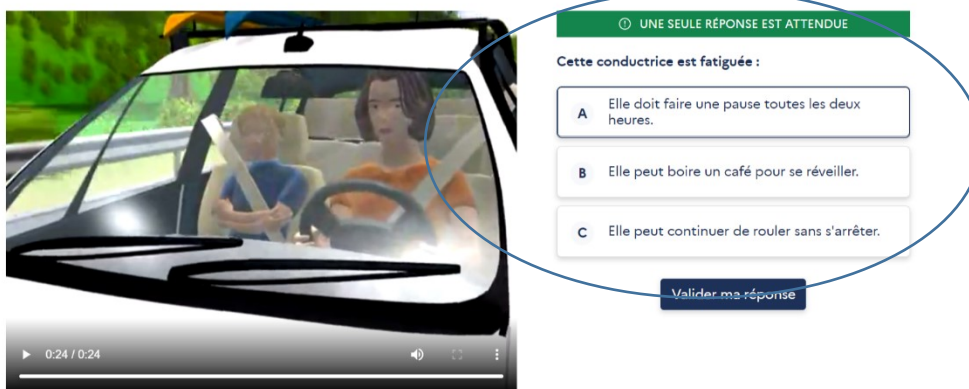 UNE SEULE RÉPONSE EST ATTENDUE
Cette conductrice est fatiguée :
A Elle doit faire une pause toutes les deux
heures.
B Elle peut boire un café pour se réveiller.
C Elle peut continuer de rouler sans s'arrêter.
Valider ma réponse
0:24 / 0:24